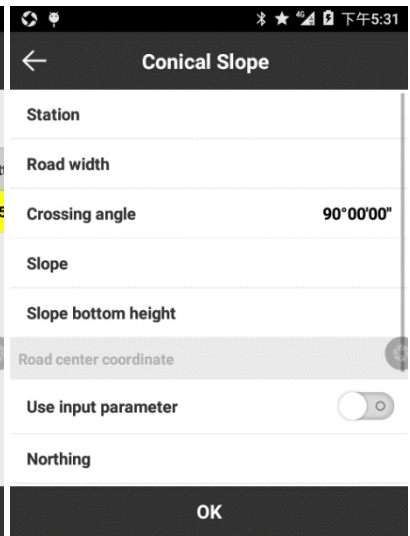 4G 下午5:31
Conical Slope
Station
Road width
Crossing angle 90°00'00"
Slope
Slope bottom height
Road center coordinate
Use input parameter
Northing
OK